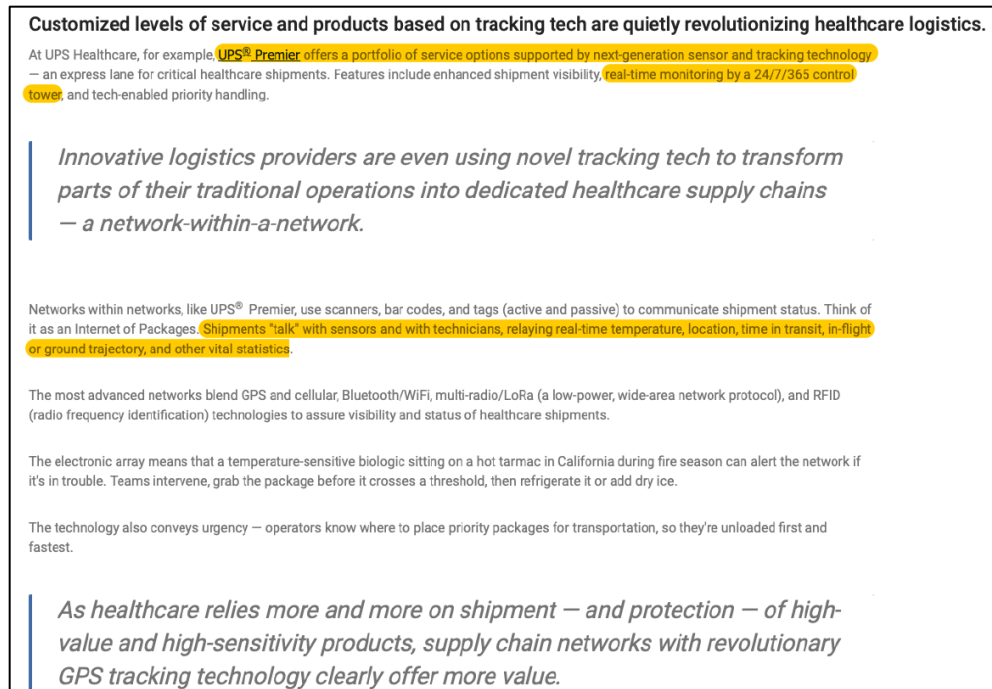 Customized levels of service and products based on tracking tech are quietly revolutionizing healthcare logistics.
At UPS Healthcare, for example, UPS® Premier offers a portfolio of service options supported by next-generation sensor and tracking technology
— an express lane for critical healthcare shipments. Features include enhanced shipment visibility, real-time monitoring by a 24/7/365 control
tower, and tech-enabled priority handling.
Innovative logistics providers are even using novel tracking tech to transform
parts of their traditional operations into dedicated healthcare supply chains
— a network-within-a-network.
Networks within networks, like UPS® Premier, use scanners, bar codes, and tags (active and passive) to communicate shipment status. Think of
it as an Internet of Packages. Shipments "talk" with sensors and with technicians, relaying real-time temperature, location, time in transit, in-flight
or ground trajectory, and other vital statistics.
The most advanced networks blend GPS and cellular, Bluetooth/WiFi, multi-radio/LoRa (a low-power, wide-area network protocol), and RFID
(radio frequency identification) technologies to assure visibility and status of healthcare shipments.
The electronic array means that a temperature-sensitive biologic sitting on a hot tarmac in California during fire season can alert the network if
it's in trouble. Teams intervene, grab the package before it crosses a threshold, then refrigerate it or add dry ice.
The technology also conveys urgency — operators know where to place priority packages for transportation, so they're unloaded first and
fastest.
As healthcare relies more and more on shipment — and protection — of high-
value and high-sensitivity products, supply chain networks with revolutionary
GPS tracking technology clearly offer more value.